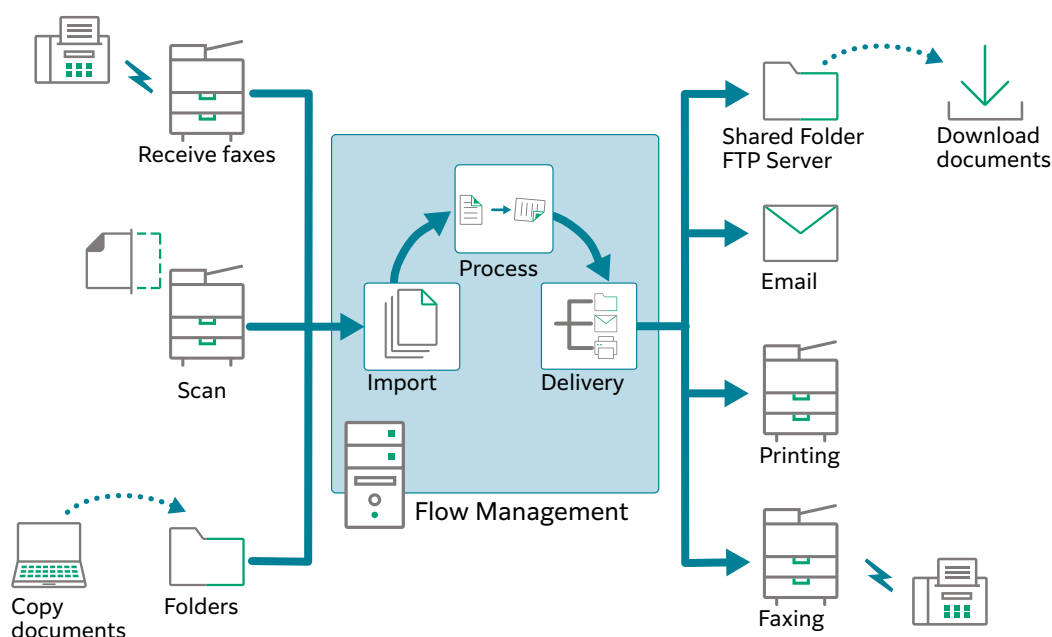 Receive faxes
Scan
Copy
documents
Folders
Import
Process
Delivery
Flow Management
Shared Folder
FTP Server
Download
documents
Email
Printing
Faxing